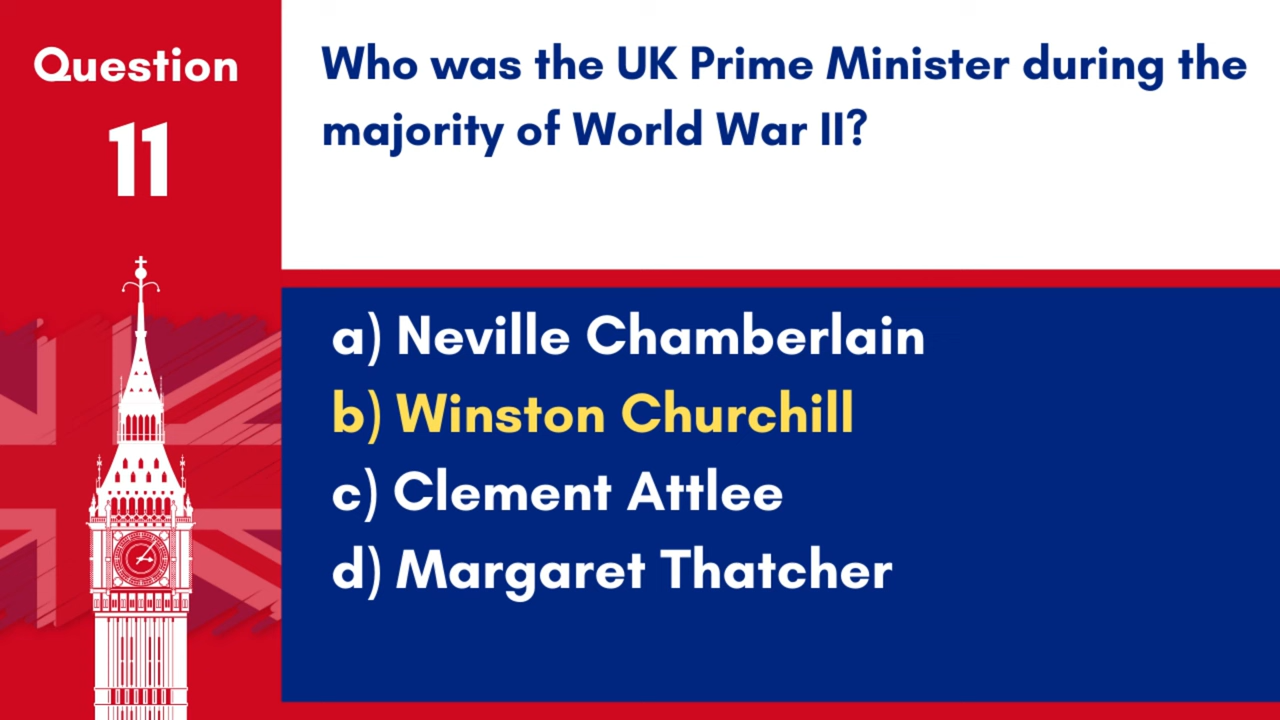 Question
11
Who was the UK Prime Minister during the
majority of World War II?
a) Neville Chamberlain
b) Winston Churchill
c) Clement Attlee
d) Margaret Thatcher